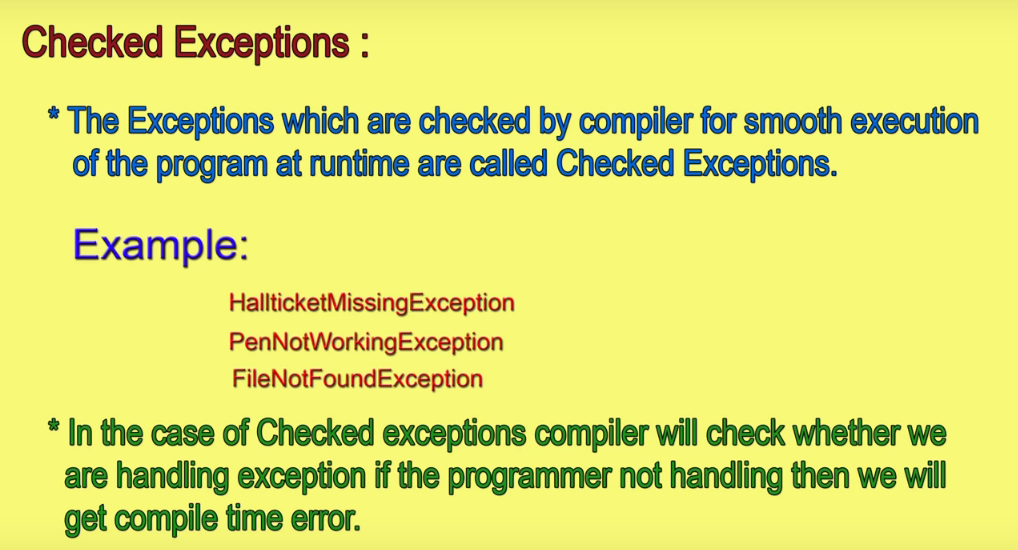 Checked Exceptions :
* The Exceptions which are checked by compiler for smooth execution
of the program at runtime are called Checked Exceptions.
Example:
HallticketMissingException
PenNotWorkingException
FileNotFoundException
* In the case of Checked exceptions compiler will check whether we
are handling exception if the programmer not handling then we will
get compile time error.